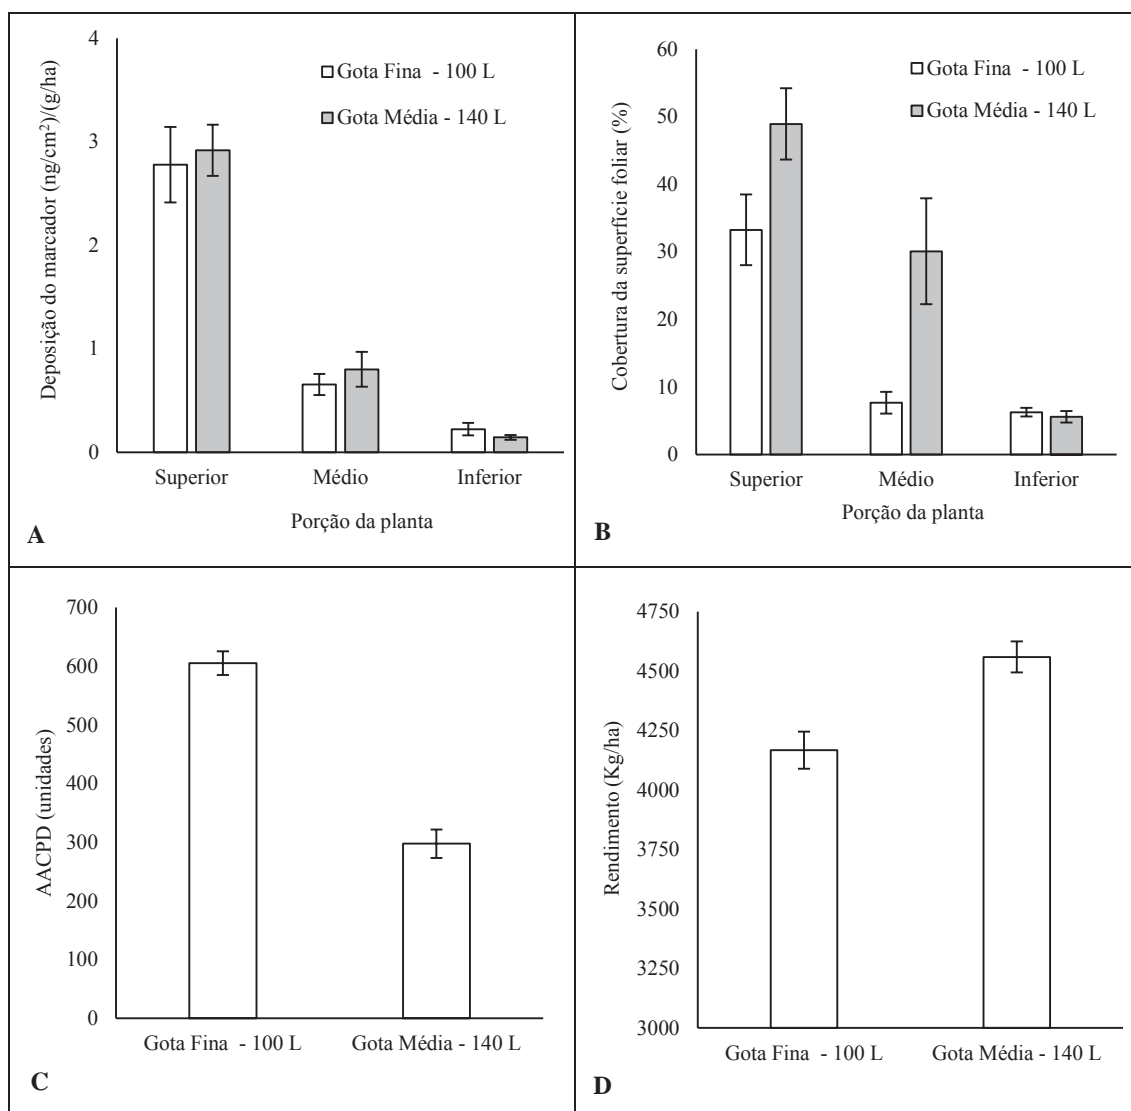 4
3
2
1
0
Deposição do marcador (ng/cm²)/(g/ha)
Gota Fina - 100 L
Gota Média - 140 L
Superior Médio Inferior
Porção da planta
A
60
50
40
30
20
10
0
Cobertura da superfície foliar (%)
Gota Fina - 100 L
Gota Média - 140 L
Superior Médio Inferior
Porção da planta
B
700
600
500
400
300
200
100
0
AACPD (unidades)
Gota Fina - 100 L Gota Média - 140 L
C
4750
4500
4250
4000
3750
3500
3250
3000
Rendimento (Kg/ha)
Gota Fina - 100 L Gota Média - 140 L
D